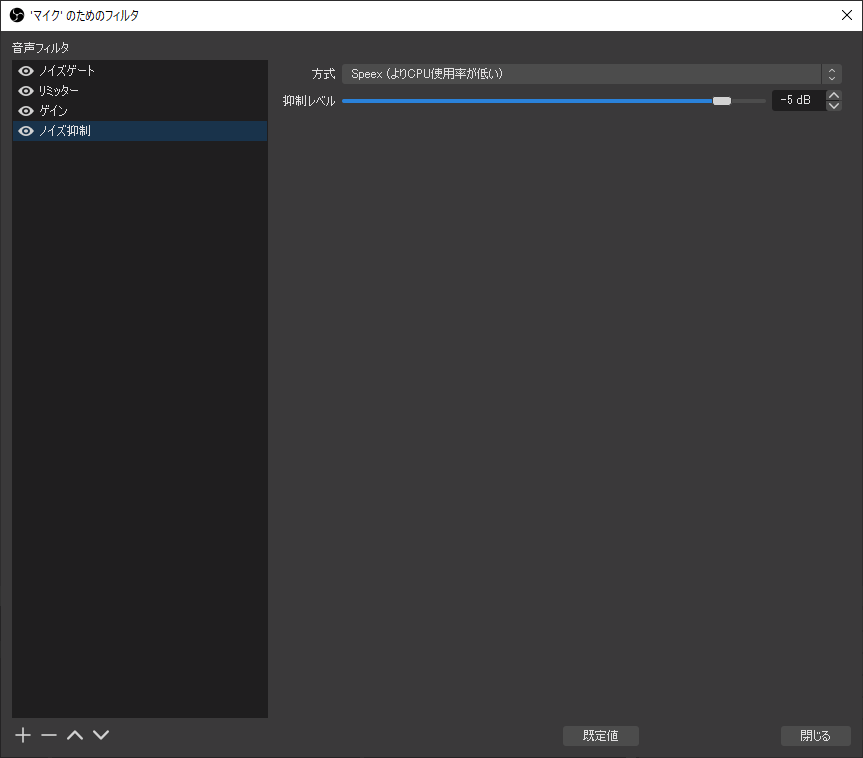 'マイク' のためのフィルタ
音声フィルタ
ノイズゲート
リミッター
ゲイン
ノイズ抑制
方式 Speex (よりCPU使用率が低い)
抑制レベル -5 dB
既定値
閉じる